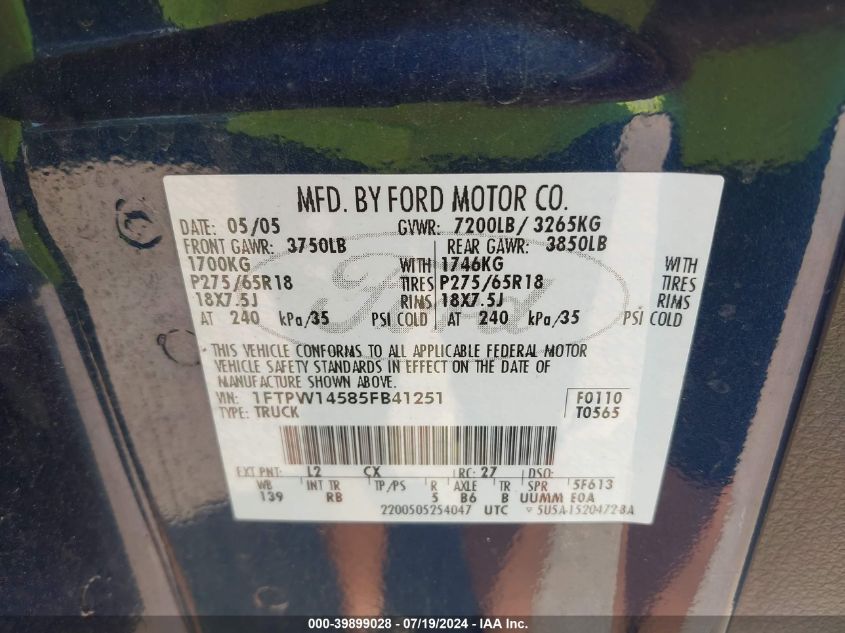 MFD. BY FORD MOTOR CO.
DATE: 05/05 GVWR: 7200LB/ 3265KG
FRONT GAWR: 3750LB REAR GAWR: 3850LB
1700KG WITH 1746KG WITH
P275/65R18 TIRES P275/65R18 TIRES
18X7.5J RIMS 18X7.5J RIMS
AT 240 kPa/35 PSI COLD AT 240 kPa/35 PSI COLD
Ford
THIS VEHICLE CONFORMS TO ALL APPLICABLE FEDERAL MOTOR
VEHICLE SAFETY STANDARDS IN EFFECT ON THE DATE OF
MANUFACTURE SHOWN ABOVE.
VIN: 1FTPW14585FB41251 F0110
TYPE: TRUCK T0565
EXT PNT: L2 CX RC: 27 DSO:
WB INT TR TP/PS R AXLE TR SPR 5F613
139 RB 5 B6 B UUMM E0A
2200505254047 UTC ▽ 5U5A-1520472-BA
000-39899028 / 07/19/2024 - IAA Inc.